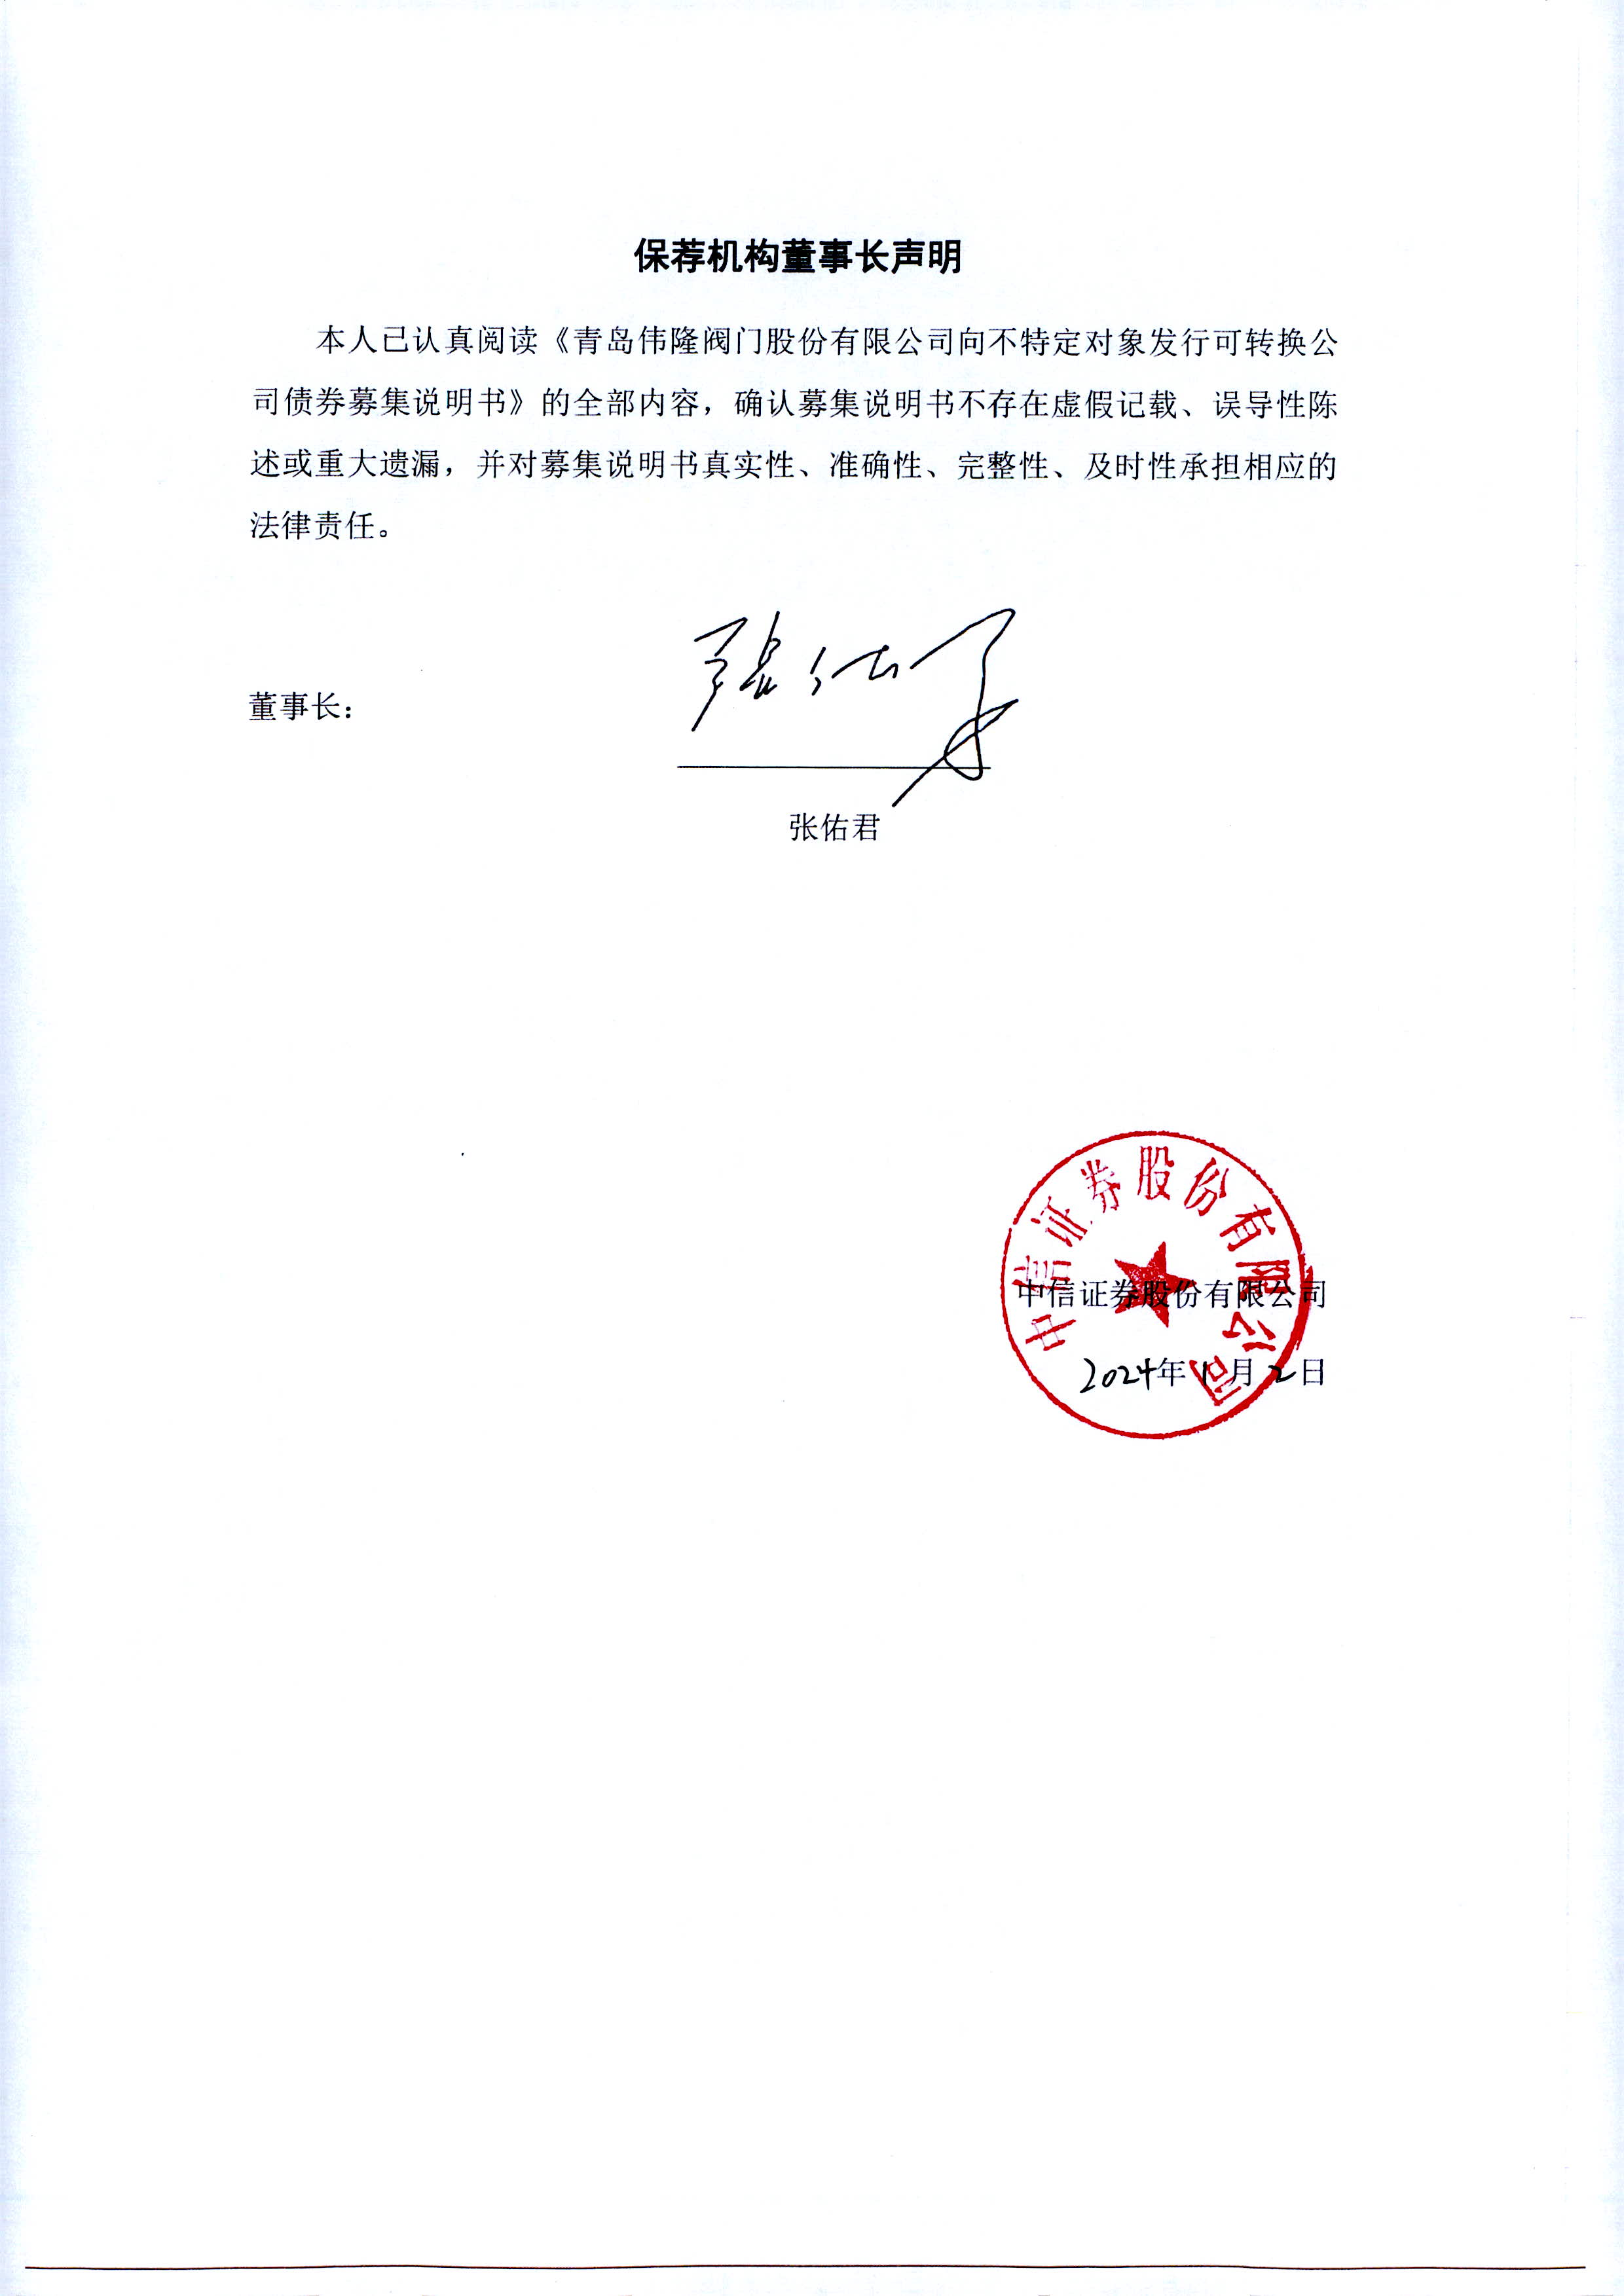 保荐机构董事长声明
本人已认真阅读《青岛伟隆阀门股份有限公司向不特定对象发行可转换公
司债券募集说明书》的全部内容，确认募集说明书不存在虚假记载、误导性陈
述或重大遗漏，并对募集说明书真实性、准确性、完整性、及时性承担相应的
法律责任。
张佑君
董事长：
张佑君
中信证券股份有限公司
中信证券股份有限公司
2024年1月2日